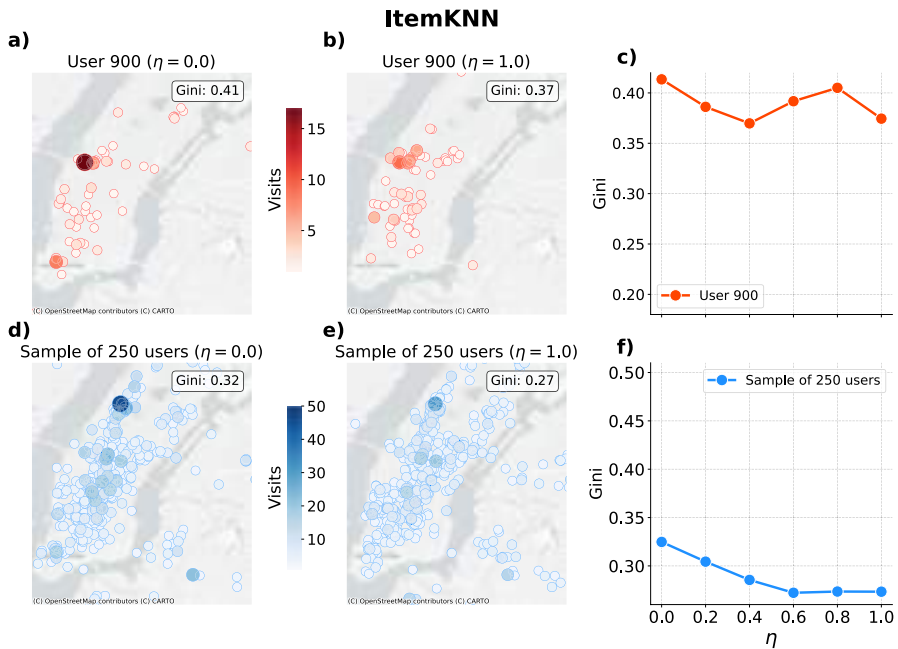 ItemKNN
a)
User 900 (η = 0.0)
Gini: 0.41
(C) OpenStreetMap contributors (C) CARTO
15
10
5
Visits
b)
User 900 (η = 1.0)
Gini: 0.37
(C) OpenStreetMap contributors (C) CARTO
c)
0.40
0.35
0.30
0.25
0.20
Gini
User 900
d)
Sample of 250 users (η = 0.0)
Gini: 0.32
(C) OpenStreetMap contributors (C) CARTO
50
40
30
20
10
Visits
e)
Sample of 250 users (η = 1.0)
Gini: 0.27
(C) OpenStreetMap contributors (C) CARTO
f)
0.50
0.45
0.40
0.35
0.30
Gini
Sample of 250 users
0.0 0.2 0.4 0.6 0.8 1.0
η